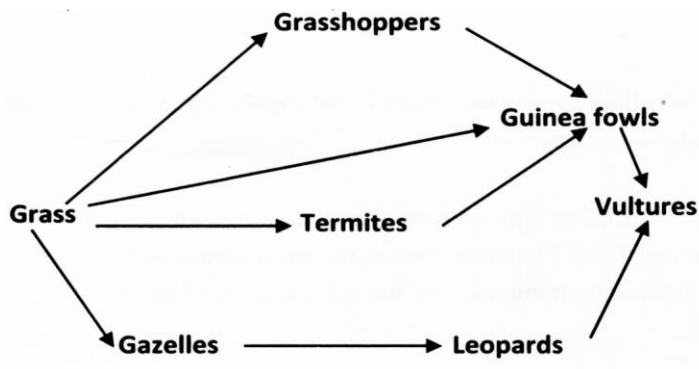 Grasshoppers
Guinea fowls
Vultures
Grass
Termites
Gazelles
Leopards